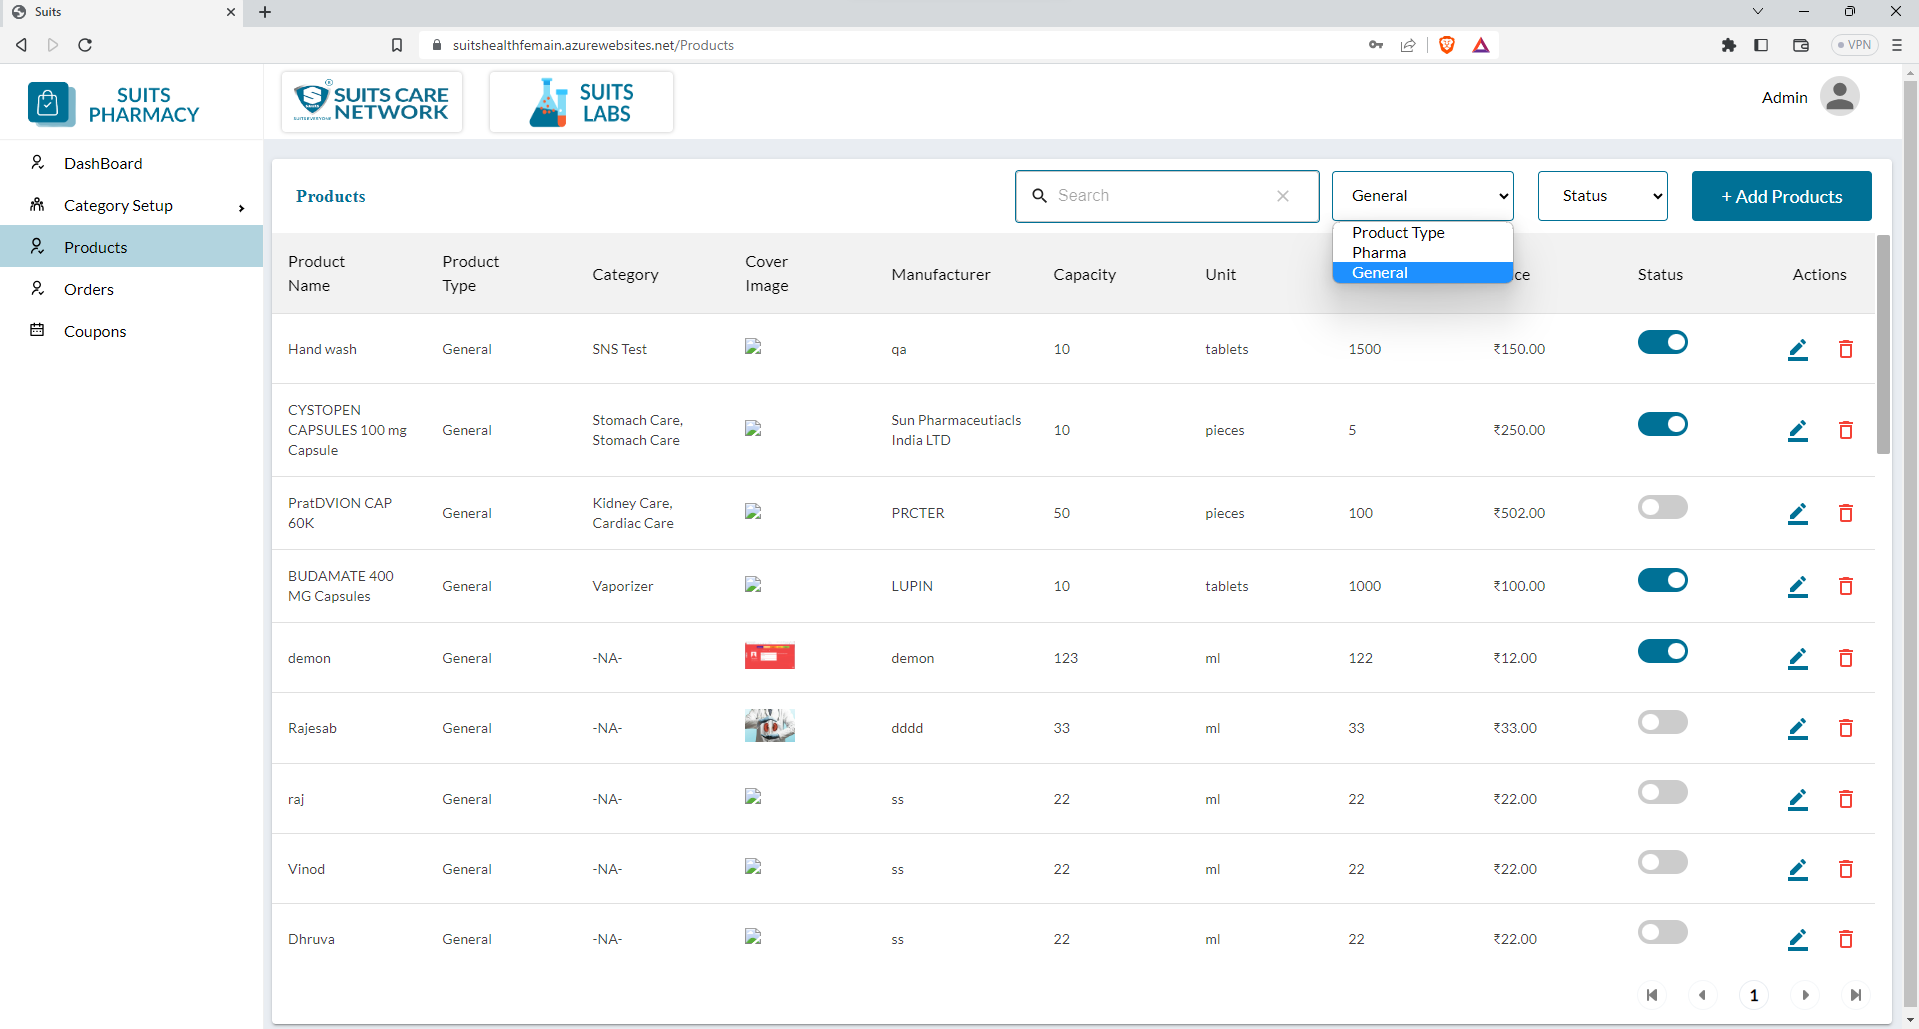 Suits
suitshealthfemain.azurewebsites.net/Products
VPN
SUITS
PHARMACY
SUITS CARE
NETWORK
SUITS
LABS
Admin
DashBoard
Category Setup
Products
Orders
Coupons
Products
Search
General
Status
+ Add Products
Product Type
Pharma
General
Product
Name
Product
Type
Category
Cover
Image
Manufacturer
Capacity
Unit
ce
Status
Actions
Hand wash General SNS Test qa 10 tablets 1500 ₹150.00
CYSTOPEN
CAPSULES 100 mg
Capsule
General
Stomach Care,
Stomach Care
Sun Pharmaceutiacls
India LTD
10 pieces 5 ₹250.00
PratDVION CAP
60K
General
Kidney Care,
Cardiac Care
PRCTER 50 pieces 100 ₹502.00
BUDAMATE 400
MG Capsules
General Vaporizer LUPIN 10 tablets 1000 ₹100.00
demon General -NA- demon 123 ml 122 ₹12.00
Rajesab General -NA- dddd 33 ml 33 ₹33.00
raj General -NA- ss 22 ml 22 ₹22.00
Vinod General -NA- ss 22 ml 22 ₹22.00
Dhruva General -NA- ss 22 ml 22 ₹22.00
1